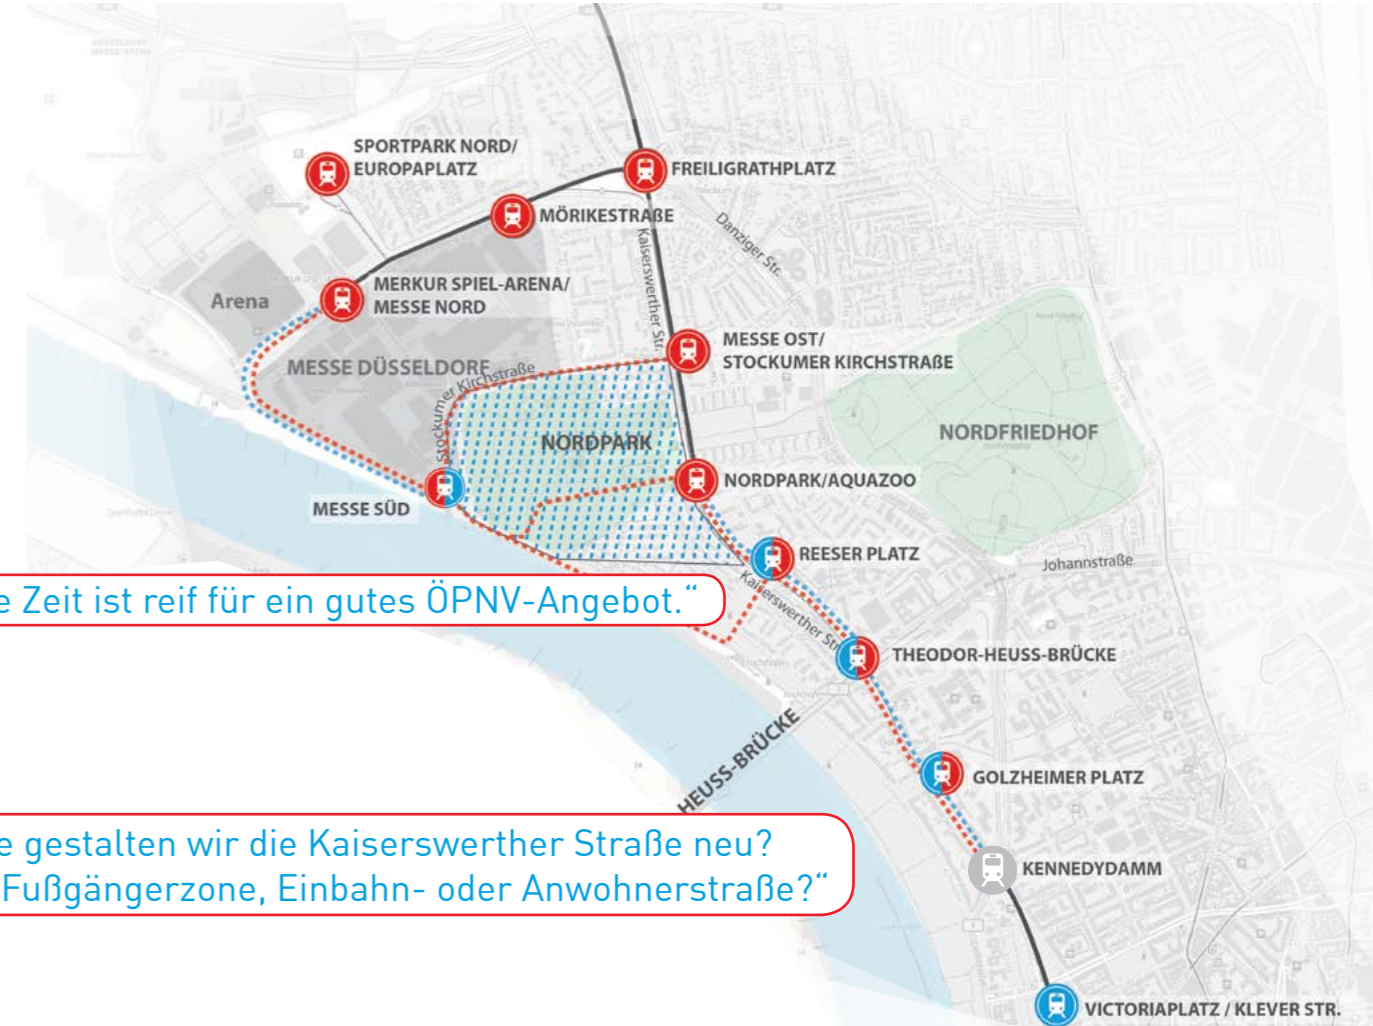 SPORTPARK NORD/
EUROPAPLATZ
FREILIGRATHPLATZ
MÖRIKESTRAßE
Danziger Str.
Kaiserswerther Str.
MERKUR SPIEL-ARENA/
MESSE NORD
Arena
MESSE DÜSSELDORF
Stockumer Kirchstraße
MESSE OST/
STOCKUMER KIRCHSTRAßE
NORDPARK
NORDFRIEDHOF
NORDPARK/AQUAZOO
MESSE SÜD
REESER PLATZ
Johannstraße
Kaiserswerther Str.
e Zeit ist reif für ein gutes ÖPNV-Angebot.“
THEODOR-HEUSS-BRÜCKE
HEUSS-BRÜCKE
GOLZHEIMER PLATZ
e gestalten wir die Kaiserswerther Straße neu?
Fußgängerzone, Einbahn- oder Anwohnerstraße?“
KENNEDYDAMM
VICTORIAPLATZ / KLEVER STR.